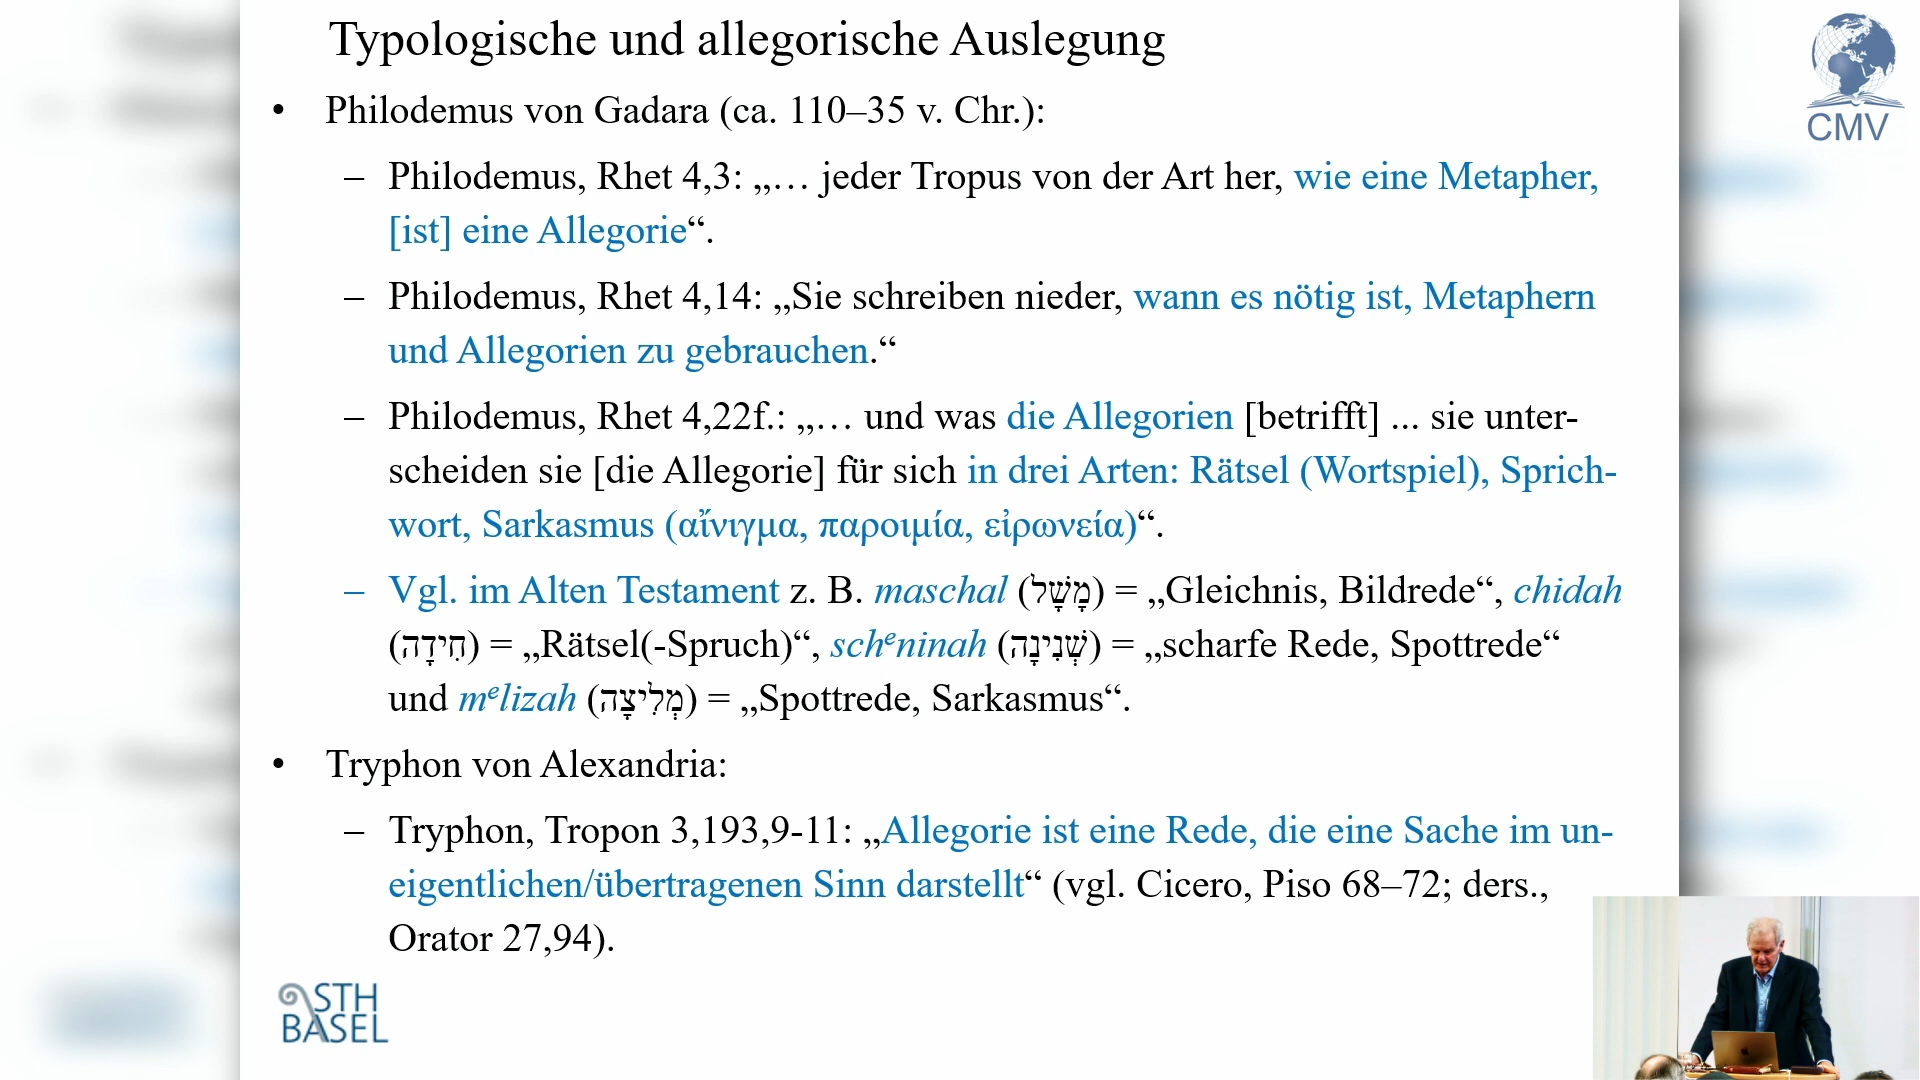 Typologische und allegorische Auslegung
• Philodemus von Gadara (ca. 110–35 v. Chr.):
– Philodemus, Rhet 4,3: „… jeder Tropus von der Art her, wie eine Metapher,
[ist] eine Allegorie“.
– Philodemus, Rhet 4,14: „Sie schreiben nieder, wann es nötig ist, Metaphern
und Allegorien zu gebrauchen.“
– Philodemus, Rhet 4,22f.: „… und was die Allegorien [betrifft] ... sie unter-
scheiden sie [die Allegorie] für sich in drei Arten: Rätsel (Wortspiel), Sprich-
wort, Sarkasmus (αἴνιγμα, παροιμία, εἰρωνεία)“.
– Vgl. im Alten Testament z. B. maschal (מָשָׁל) = „Gleichnis, Bildrede“, chidah
(חִידָה) = „Rätsel(-Spruch)“, scheninah (שְׁנִינָה) = „scharfe Rede, Spottrede“
und melizah (מְלִיצָה) = „Spottrede, Sarkasmus“.
• Tryphon von Alexandria:
– Tryphon, Tropon 3,193,9-11: „Allegorie ist eine Rede, die eine Sache im un-
eigentlichen/übertragenen Sinn darstellt“ (vgl. Cicero, Piso 68–72; ders.,
Orator 27,94).
STH
BASEL
CMV